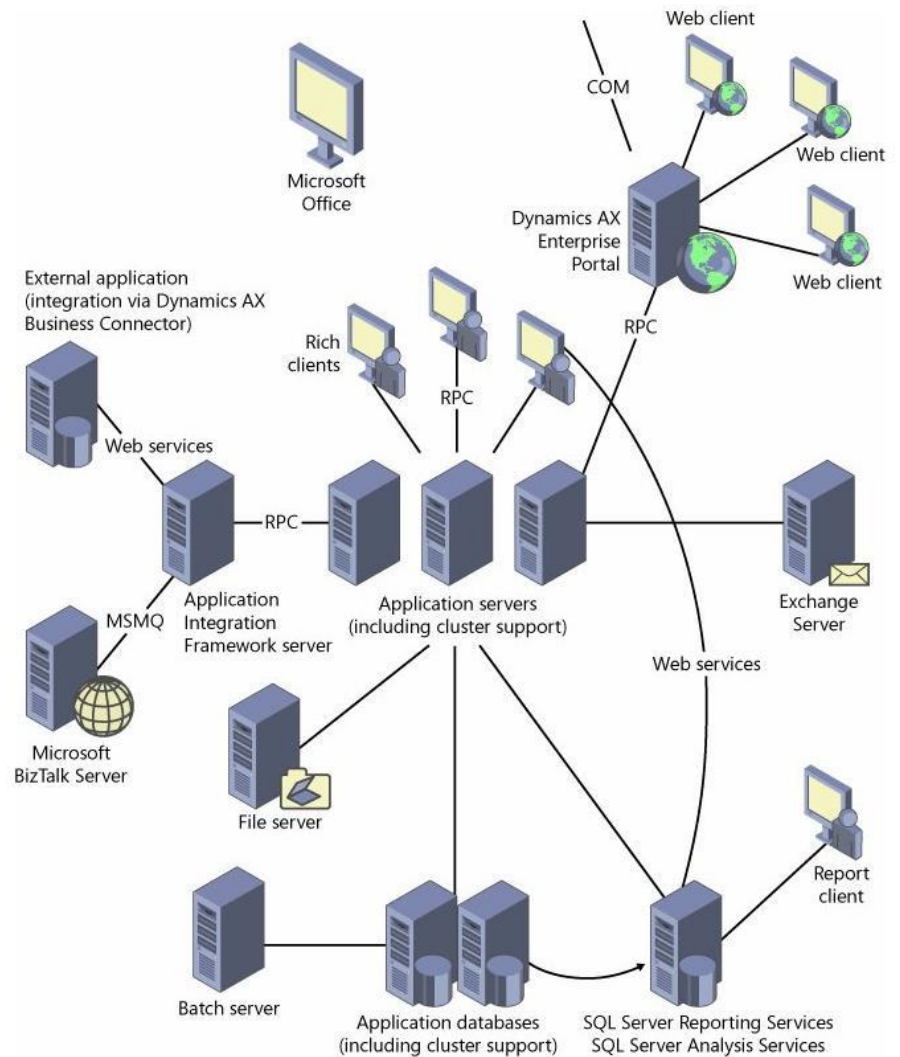 Web client
COM
Web client
Microsoft
Office
Dynamics AX
Enterprise
Portal
Web client
External application
(integration via Dynamics AX
Business Connector)
Rich
clients
RPC
RPC
Web services
RPC
Application
Integration
Framework server
MSMQ
Application servers
(including cluster support)
Exchange
Server
Web services
Microsoft
BizTalk Server
File server
Report
client
Batch server
Application databases
(including cluster support)
SQL Server Reporting Services
SQL Server Analysis Services